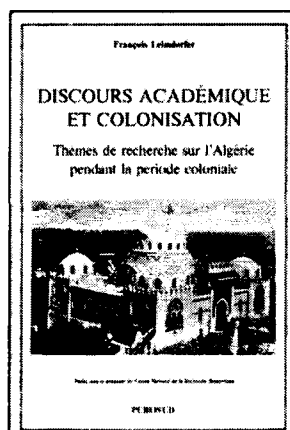 François Leimdorfer
DISCOURS ACADÉMIQUE
ET COLONISATION
Thèmes de recherche sur l'Algérie
pendant la période coloniale
PUBLISUD